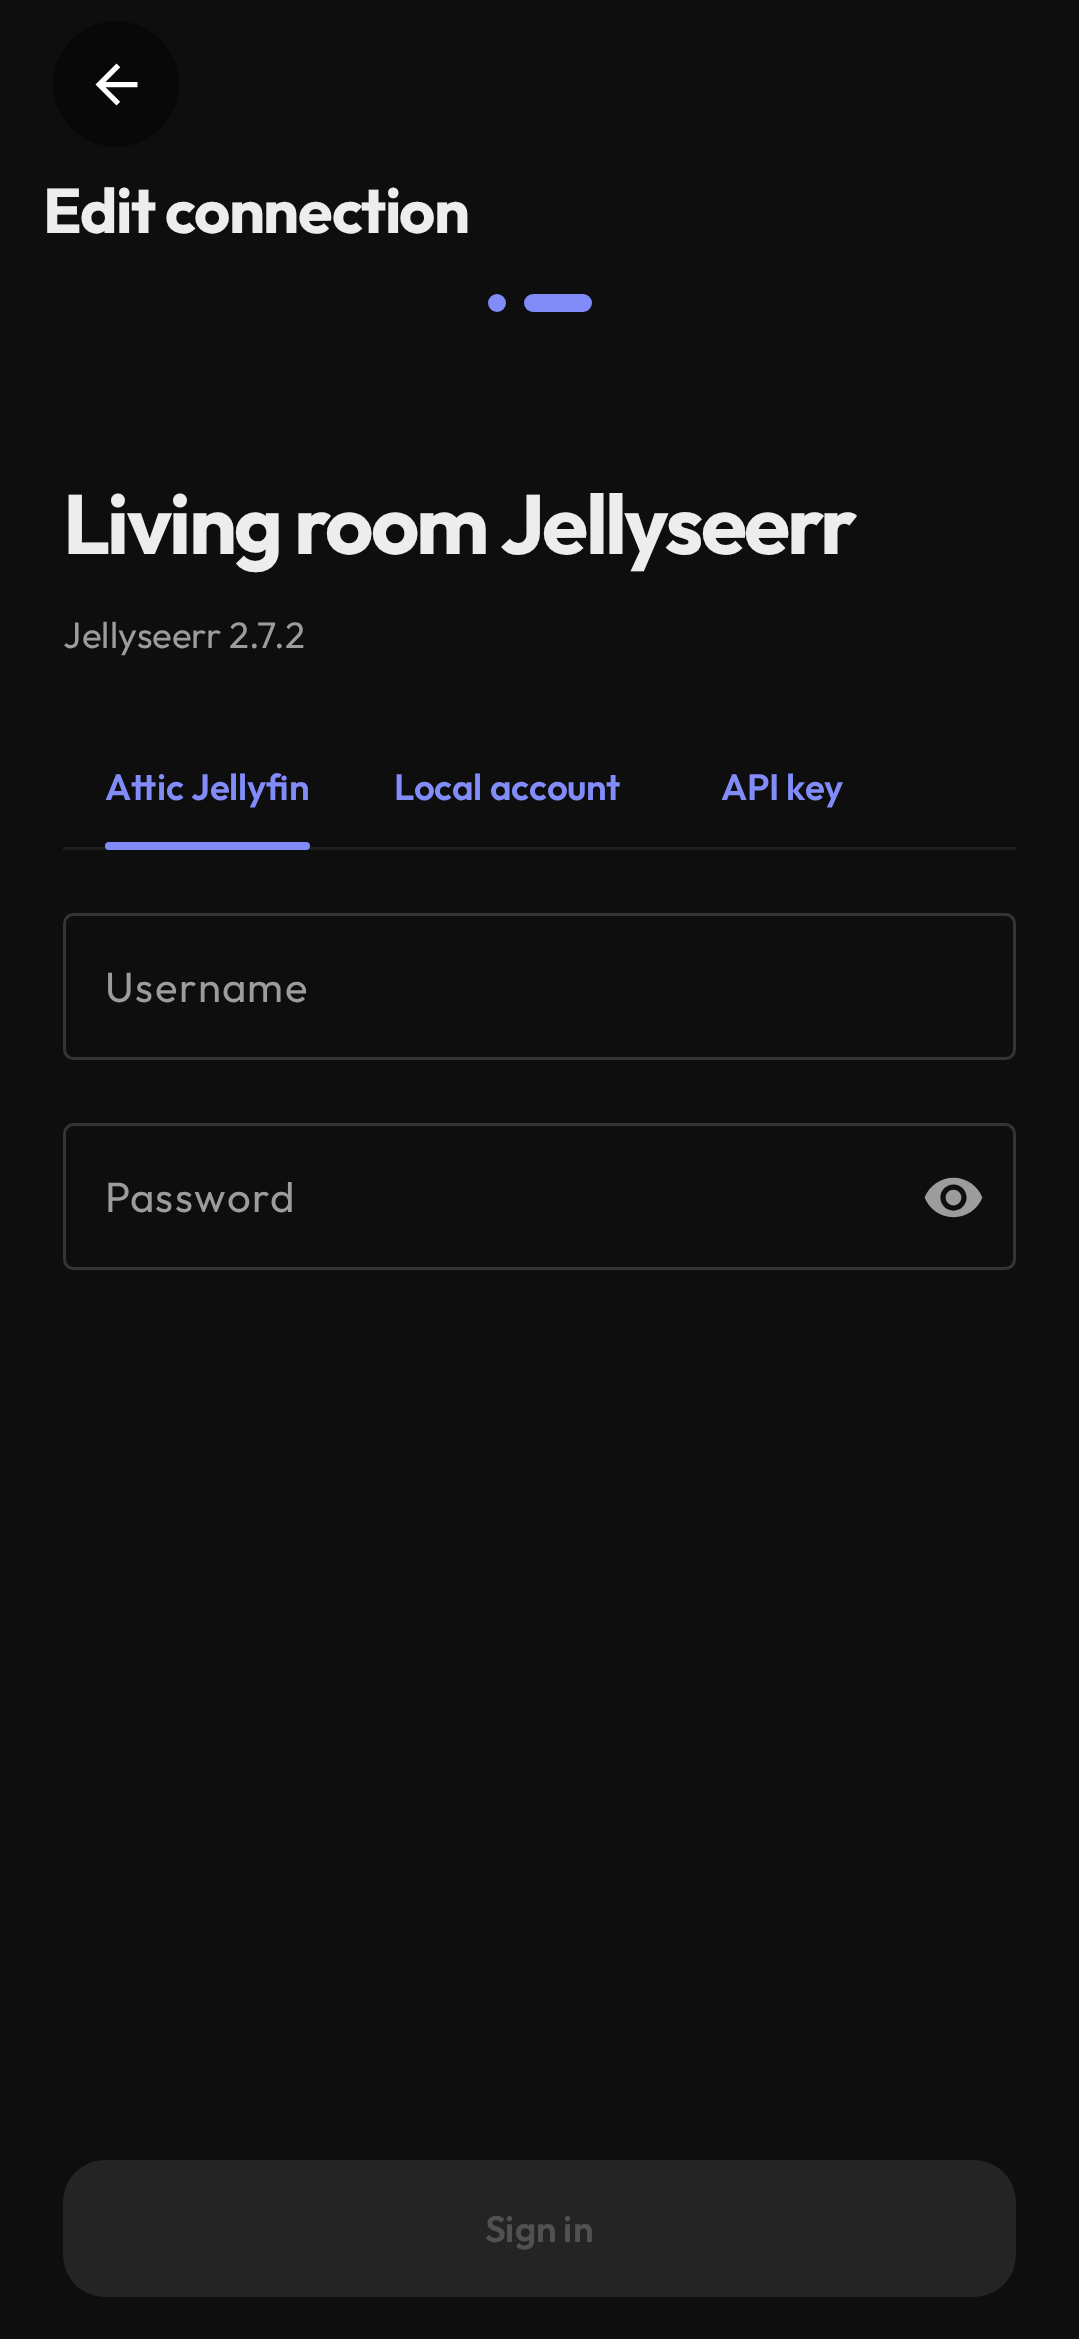 Edit connection
Living room Jellyseerr
Jellyseerr 2.7.2
Attic Jellyfin Local account API key
Username
Password
Sign in